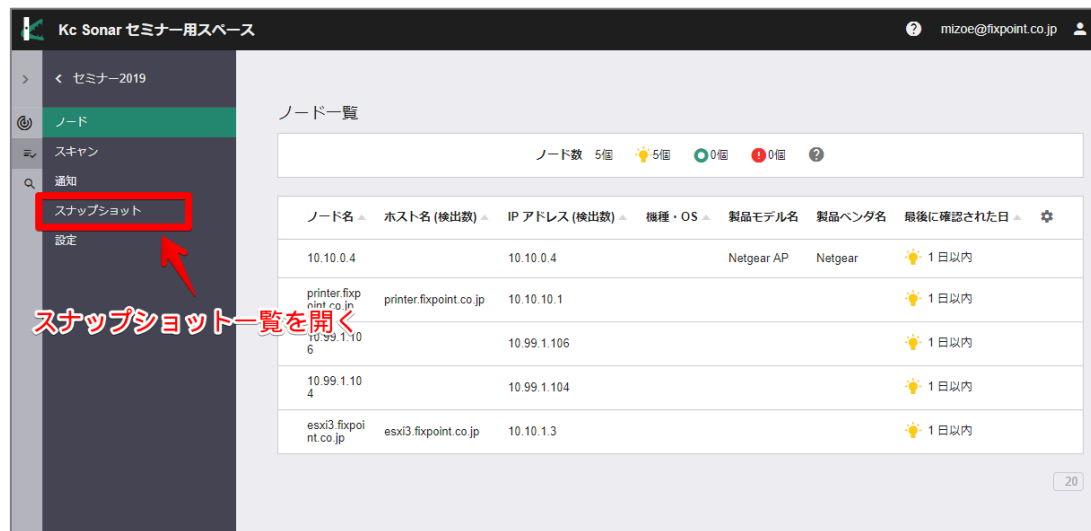 Kc Sonar セミナー用スペース
mizoe@fixpoint.co.jp
セミナー2019
ノード
スキャン
通知
スナップショット
設定
スナップショット一覧を開く
ノード一覧
ノード数 5個 5個 0個 0個
ノード名 ホスト名 (検出数) IP アドレス (検出数) 機種・OS 製品モデル名 製品ベンダ名 最後に確認された日
10.10.0.4 10.10.0.4 Netgear AP Netgear 1 日以内
printer.fixp
oint.co.jp printer.fixpoint.co.jp 10.10.10.1 1 日以内
10.99.1.10
6 10.99.1.106 1 日以内
10.99.1.10
4 10.99.1.104 1 日以内
esxi3.fixpoi
nt.co.jp esxi3.fixpoint.co.jp 10.10.1.3 1 日以内
20